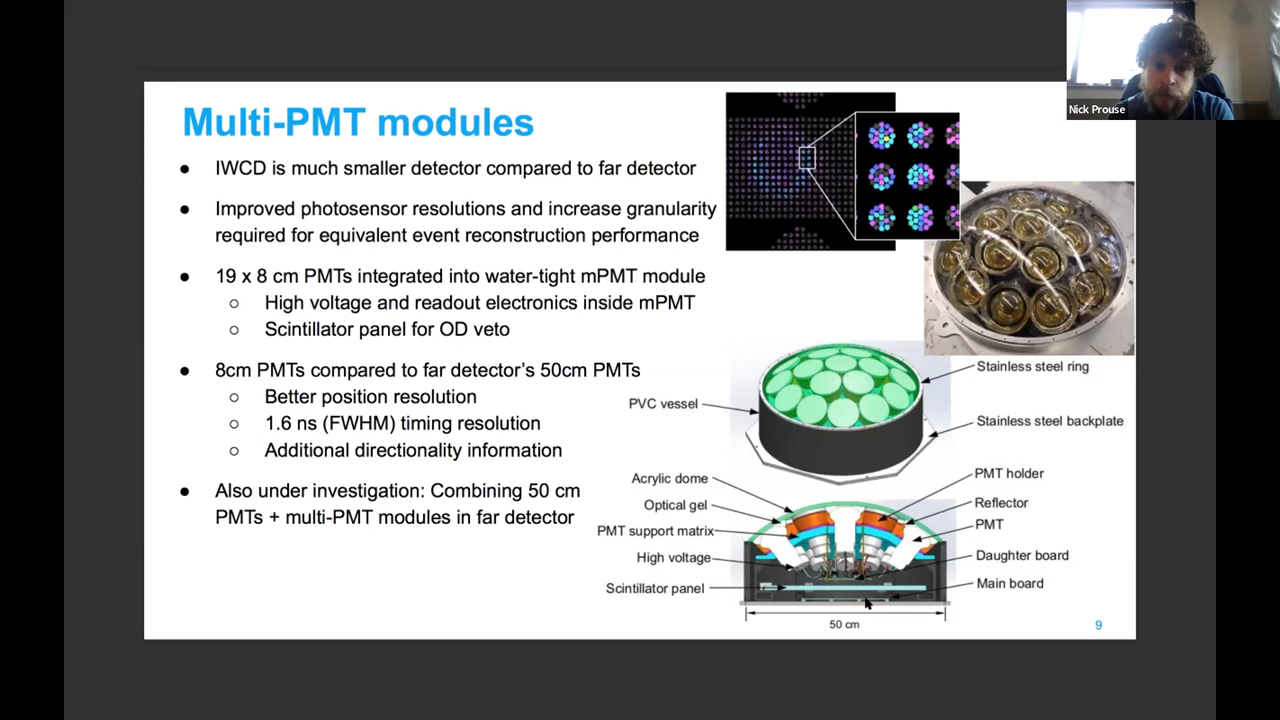 Nick Prouse
Multi-PMT modules
● IWCD is much smaller detector compared to far detector
● Improved photosensor resolutions and increase granularity
required for equivalent event reconstruction performance
● 19 x 8 cm PMTs integrated into water-tight mPMT module
○ High voltage and readout electronics inside mPMT
○ Scintillator panel for OD veto
● 8cm PMTs compared to far detector's 50cm PMTs
○ Better position resolution
○ 1.6 ns (FWHM) timing resolution
○ Additional directionality information
● Also under investigation: Combining 50 cm
PMTs + multi-PMT modules in far detector
Stainless steel ring
PVC vessel
Stainless steel backplate
Acrylic dome
Optical gel
PMT support matrix
High voltage
Scintillator panel
PMT holder
Reflector
PMT
Daughter board
Main board
50 cm
9